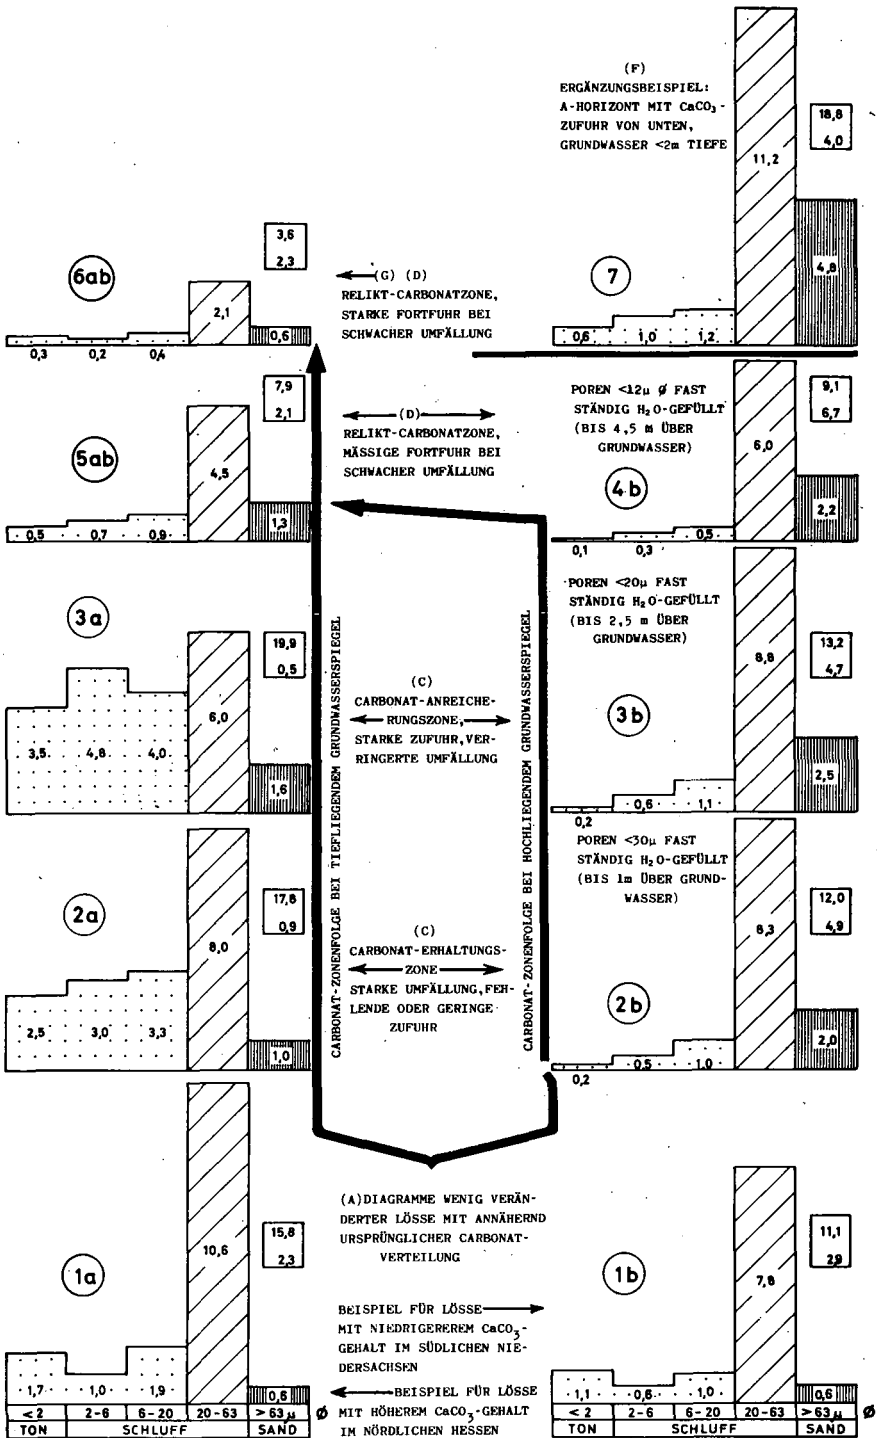 (F)
ERGÄNZUNGSBEISPIEL:
A-HORIZONT MIT CaCO₃-
ZUFUHR VON UNTEN,
GRUNDWASSER <2m TIEFE
11,2
18,8
4,0
4,8
7
0,6
1,0
1,2
6ab
3,6
2,3
2,1
0,6
0,3
0,2
0,4
(G) (D)
RELIKT-CARBONATZONE,
STARKE FORTFUHR BEI
SCHWACHER UMFÄLLUNG
5ab
7,9
2,1
4,5
1,3
0,5
0,7
0,9
(D)
RELIKT-CARBONATZONE,
MÄSSIGE FORTFUHR BEI
SCHWACHER UMFÄLLUNG
POREN <12µ Ø FAST
STÄNDIG H₂O-GEFÜLLT
(BIS 4,5 m ÜBER
GRUNDWASSER)
4b
9,1
6,7
6,0
2,2
0,1
0,3
0,5
3a
19,9
0,5
6,0
3,5
4,8
4,0
1,6
(C)
CARBONAT-ANREICHE-
RUNGSZONE,
STARKE ZUFUHR,VER-
RINGERTE UMFÄLLUNG
POREN <20µ FAST
STÄNDIG H₂O-GEFÜLLT
(BIS 2,5 m ÜBER
GRUNDWASSER)
3b
13,2
4,7
8,8
2,5
0,2
0,6
1,1
CARBONAT-ZONENFOLGE BEI TIEFLIEGENDEM GRUNDWASSERSPIEGEL
CARBONAT-ZONENFOLGE BEI HOCHLIEGENDEM GRUNDWASSERSPIEGEL
2a
17,8
0,9
8,0
2,5
3,0
3,3
1,0
(C)
CARBONAT-ERHALTUNGS-
ZONE
STARKE UMFÄLLUNG,FEH-
LENDE ODER GERINGE
ZUFUHR
POREN <30µ FAST
STÄNDIG H₂O-GEFÜLLT
(BIS 1m ÜBER GRUND-
WASSER)
2b
12,0
4,9
8,3
2,0
0,2
0,5
1,0
(A)DIAGRAMME WENIG VERÄN-
DERTER LÖSSE MIT ANNÄHERND
URSPRÜNGLICHER CARBONAT-
VERTEILUNG
1a
15,8
2,3
10,6
1,7
1,0
1,9
0,6
1b
11,1
2,9
7,8
1,1
0,6
1,0
0,6
BEISPIEL FÜR LÖSSE
MIT NIEDRIGEREREM CaCO₃-
GEHALT IM SÜDLICHEN NIE-
DERSACHSEN
BEISPIEL FÜR LÖSSE
MIT HÖHEREM CaCO₃-GEHALT
IM NÖRDLICHEN HESSEN
<2 2-6 6-20 20-63 >63µ Ø
TON SCHLUFF SAND
<2 2-6 6-20 20-63 >63µ Ø
TON SCHLUFF SAND